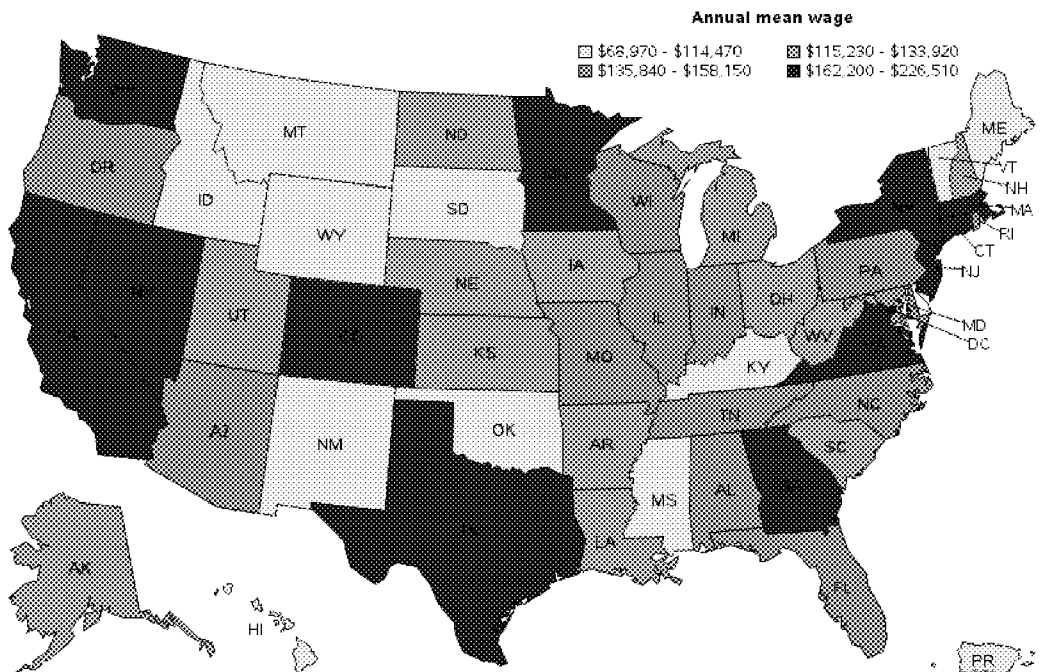 Annual mean wage
$68,970 - $114,470
$115,230 - $133,920
$135,840 - $158,150
$162,200 - $226,510
MT
ND
ME
OR
VT
ID
SD
WI
NH
WY
MI
MA
RI
CT
IA
NE
PA
NJ
UT
IN
OH
MD
KS
MO
WV
DC
KY
NC
TN
AZ
NM
OK
AR
SC
MS
AL
LA
AK
FL
HI
PR